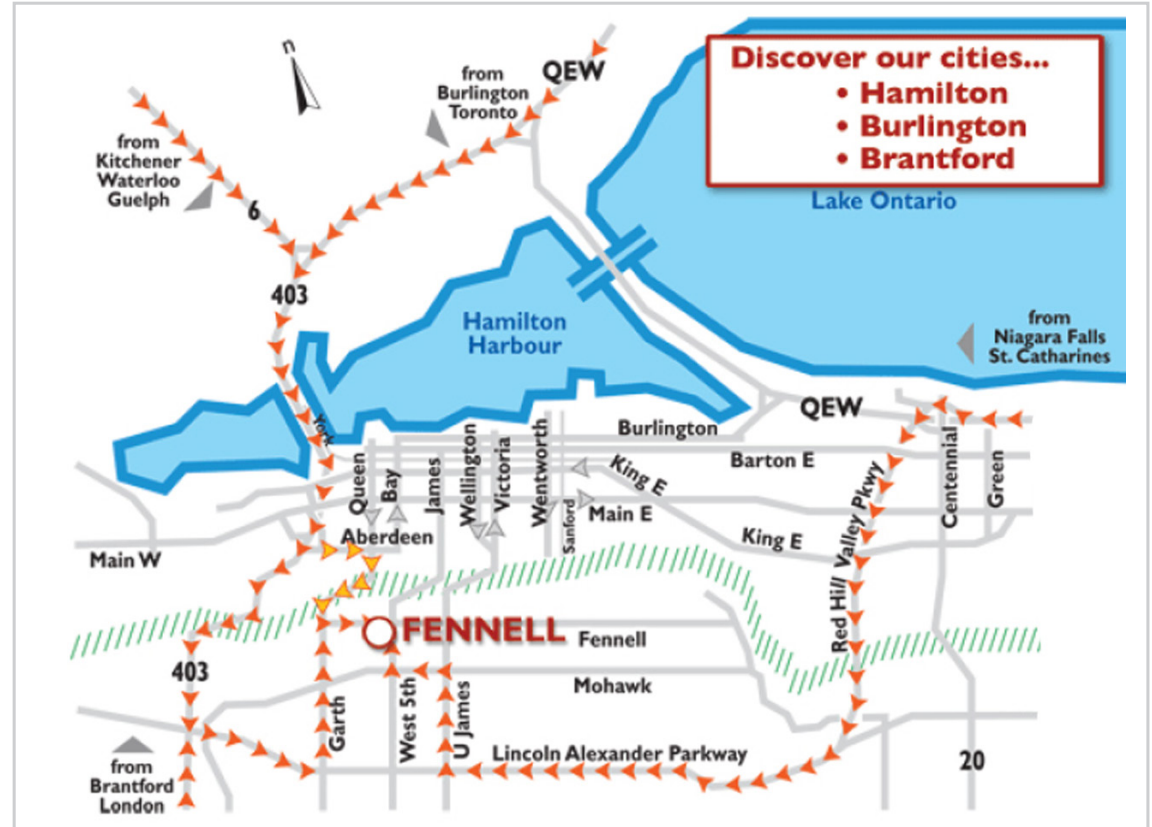 n
from
Burlington
Toronto
QEW
Discover our cities...
• Hamilton
• Burlington
• Brantford
from
Kitchener
Waterloo
Guelph
6
Lake Ontario
403
Hamilton
Harbour
from
Niagara Falls
St. Catharines
York
QEW
Burlington
Barton E
Queen
Bay
James
Wellington
Victoria
Wentworth
Sanford
King E
Main E
King E
Centennial
Green
Red Hill Valley Pkwy
Aberdeen
Main W
FENNELL
Fennell
403
Mohawk
Garth
West 5th
U James
Lincoln Alexander Parkway
20
from
Brantford
London